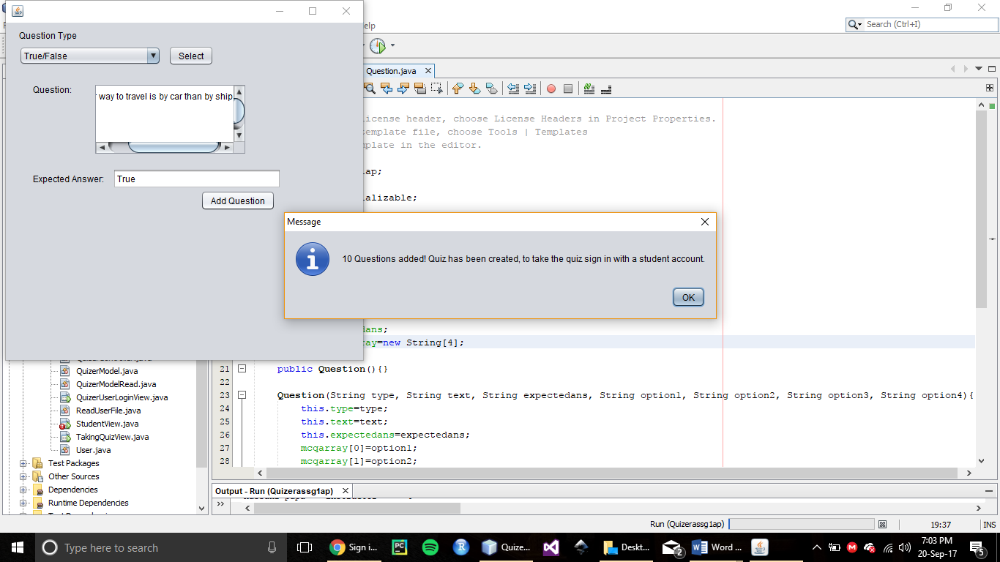 Question Type
True/False
Select
Question:
way to travel is by car than by ship
Expected Answer:
True
Add Question
Message
10 Questions added! Quiz has been created, to take the quiz sign in with a student account.
OK
elp
Search (Ctrl+I)
Question.java
icense header, choose License Headers in Project Properties.
emplate file, choose Tools | Templates
mplate in the editor.
ap;
ializable;
dans;
ray=new String[4];
21 public Question(){}
22
23 Question(String type, String text, String expectedans, String option1, String option2, String option3, String option4){
24 this.type=type;
25 this.text=text;
26 this.expectedans=expectedans;
27 mcqarray[0]=option1;
28 mcqarray[1]=option2;
QuizerModel.java
QuizerModelRead.java
QuizerUserLoginView.java
ReadUserFile.java
StudentView.java
TakingQuizView.java
User.java
Test Packages
Other Sources
Dependencies
Runtime Dependencies
Output - Run (Quizerassg1ap)
Run (Quizerassg1ap)
19:37
INS
Type here to search
Sign i...
Quize...
Deskt...
2
Word ...
7:03 PM
20-Sep-17
5